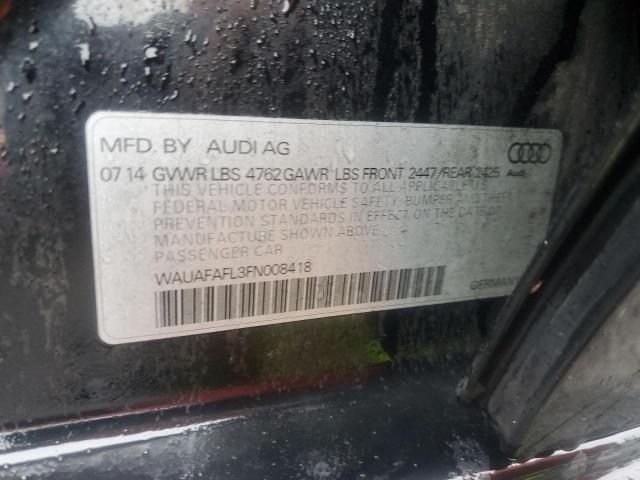 MFD. BY AUDI AG
07 14 GVWR LBS 4762 GAWR LBS FRONT 2447/REAR 2425 Audi
THIS VEHICLE CONFORMS TO ALL APPLICABLE US
FEDERAL MOTOR VEHICLE SAFETY, BUMPER AND THEFT
PREVENTION STANDARDS IN EFFECT ON THE DATE OF
MANUFACTURE SHOWN ABOVE
PASSENGER CAR
WAUAFAFL3FN008418
GERMANY